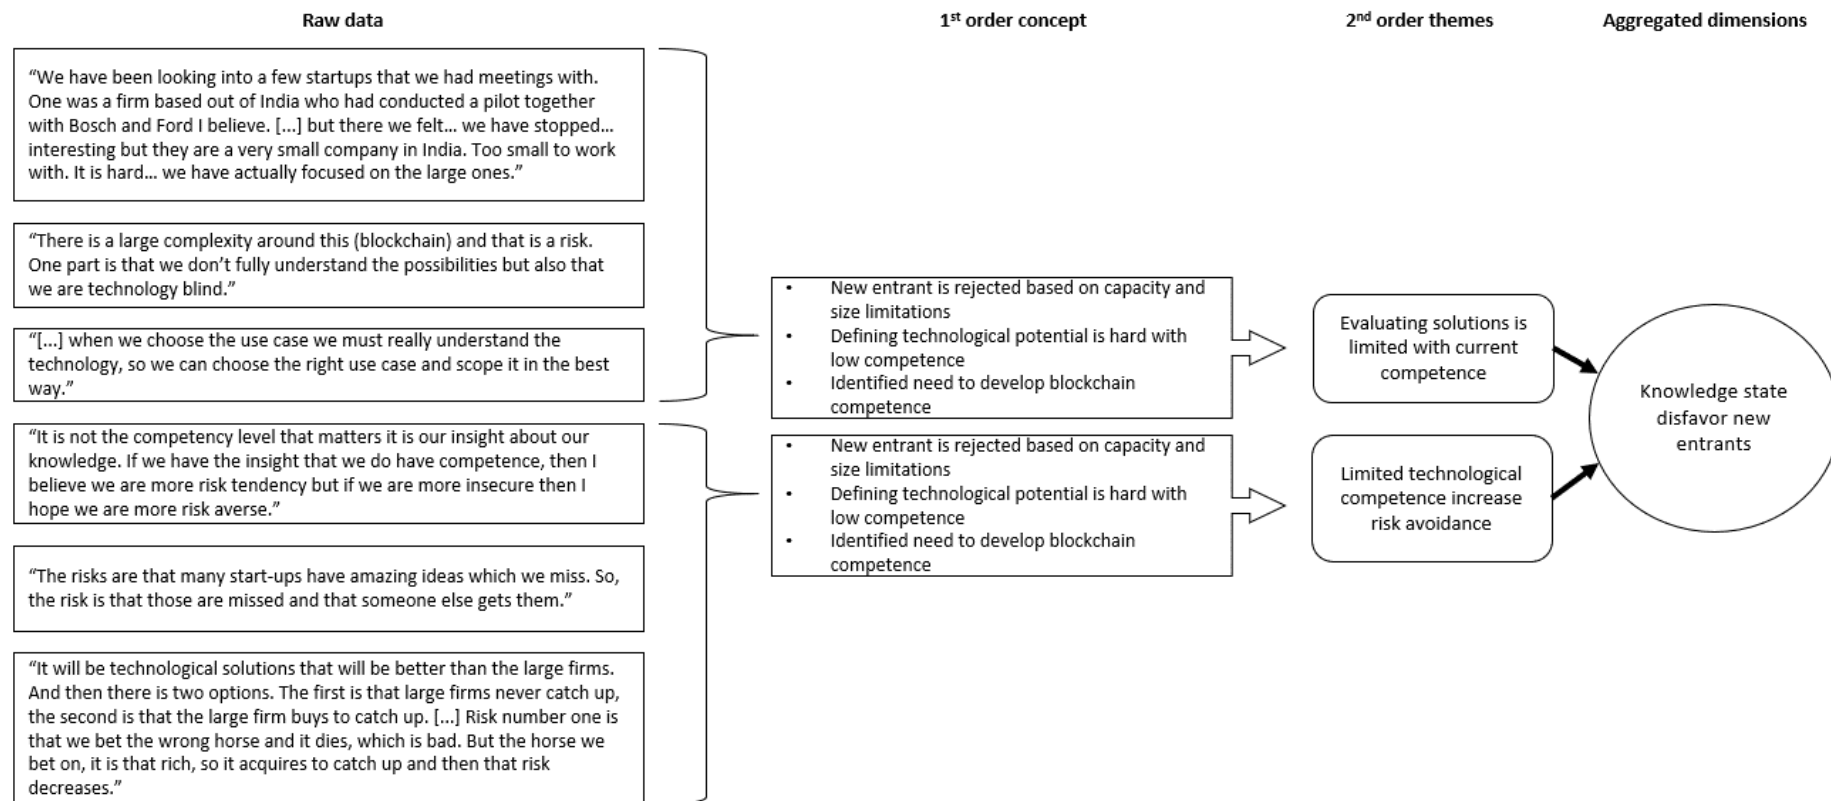 Raw data
1st order concept
2nd order themes
Aggregated dimensions
“We have been looking into a few startups that we had meetings with.
One was a firm based out of India who had conducted a pilot together
with Bosch and Ford I believe. [...] but there we felt... we have stopped...
interesting but they are a very small company in India. Too small to work
with. It is hard... we have actually focused on the large ones.”
“There is a large complexity around this (blockchain) and that is a risk.
One part is that we don’t fully understand the possibilities but also that
we are technology blind.”
“[...] when we choose the use case we must really understand the
technology, so we can choose the right use case and scope it in the best
way.”
“It is not the competency level that matters it is our insight about our
knowledge. If we have the insight that we do have competence, then I
believe we are more risk tendency but if we are more insecure then I
hope we are more risk averse.”
“The risks are that many start-ups have amazing ideas which we miss. So,
the risk is that those are missed and that someone else gets them.”
“It will be technological solutions that will be better than the large firms.
And then there is two options. The first is that large firms never catch up,
the second is that the large firm buys to catch up. [...] Risk number one is
that we bet the wrong horse and it dies, which is bad. But the horse we
bet on, it is that rich, so it acquires to catch up and then that risk
decreases.”
• New entrant is rejected based on capacity and
size limitations
• Defining technological potential is hard with
low competence
• Identified need to develop blockchain
competence
• New entrant is rejected based on capacity and
size limitations
• Defining technological potential is hard with
low competence
• Identified need to develop blockchain
competence
Evaluating solutions is
limited with current
competence
Limited technological
competence increase
risk avoidance
Knowledge state
disfavor new
entrants